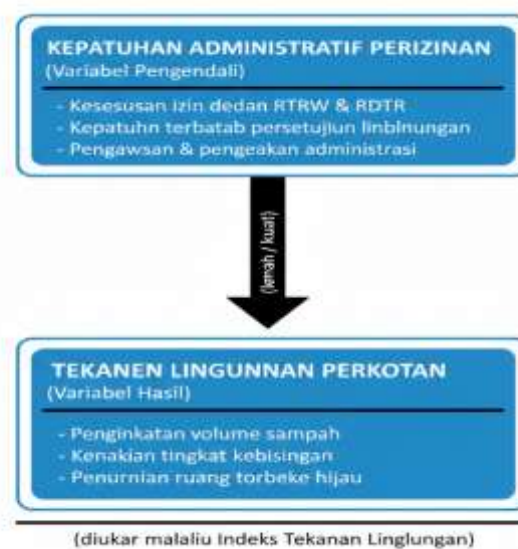 KEPATUHAN ADMINISTRATIF PERIZINAN
(Variabel Pengendali)
- Kesesusan izin dedan RTRW & RDTR
- Kepatuhn terbatab persetujiun linbinungan
- Pengawsan & pengeakan administrasi
(lemah / kuat)
TEKANEN LINGUNNAN PERKOTAN
(Variabel Hasil)
- Penginkatan volume sampah
- Kenakian tingkat kebisingan
- Penurnian ruang torbeke hijau
(diukar malaliu Indeks Tekanan Linglungan)